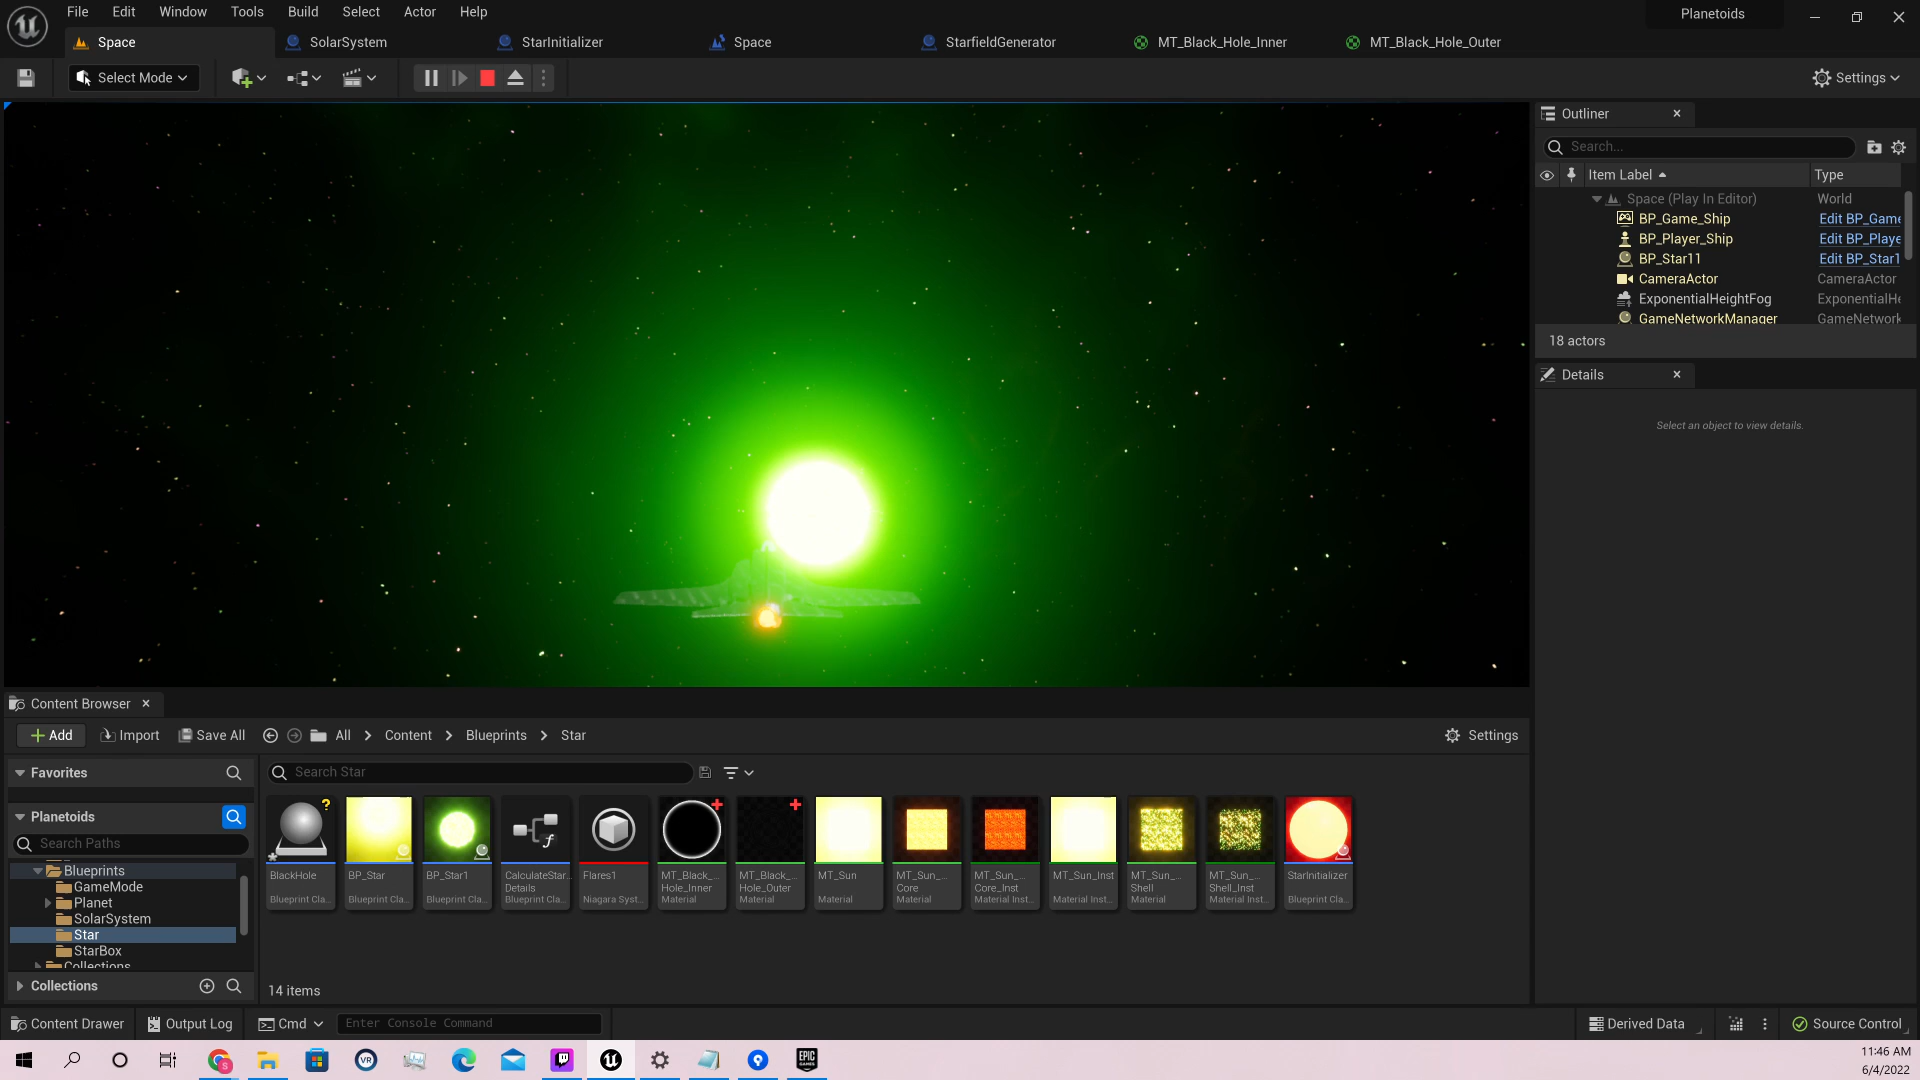 File Edit Window Tools Build Select Actor Help
Planetoids
Space SolarSystem StarInitializer Space StarfieldGenerator MT_Black_Hole_Inner MT_Black_Hole_Outer
Select Mode
Settings
Outliner
Search...
Item Label Type
Space (Play In Editor) World
BP_Game_Ship Edit BP_Game
BP_Player_Ship Edit BP_Playe
BP_Star11 Edit BP_Star1
CameraActor CameraActor
ExponentialHeightFog ExponentialHe
GameNetworkManager GameNetwork
18 actors
Details
Select an object to view details.
Content Browser
Add Import Save All All Content Blueprints Star Settings
Favorites
Search Star
Planetoids
Search Paths
Blueprints
GameMode
Planet
SolarSystem
Star
StarBox
Collections
Collections
BlackHole
Blueprint Cla...
BP_Star
Blueprint Cla...
BP_Star1
Blueprint Cla...
CalculateStar
Details
Blueprint Cla...
Flares1
Niagara Syst...
MT_Black_...
Hole_Inner
Material
MT_Black_...
Hole_Outer
Material
MT_Sun
Material
MT_Sun_...
Core
Material
MT_Sun_...
Core_Inst
Material Inst...
MT_Sun_Inst
Material Inst...
MT_Sun_...
Shell
Material
MT_Sun_...
Shell_Inst
Material Inst...
StarInitializer
Blueprint Cla...
14 items
Content Drawer Output Log Cmd Enter Console Command Derived Data Source Control
VR
EPIC
GAMES
11:46 AM
6/4/2022